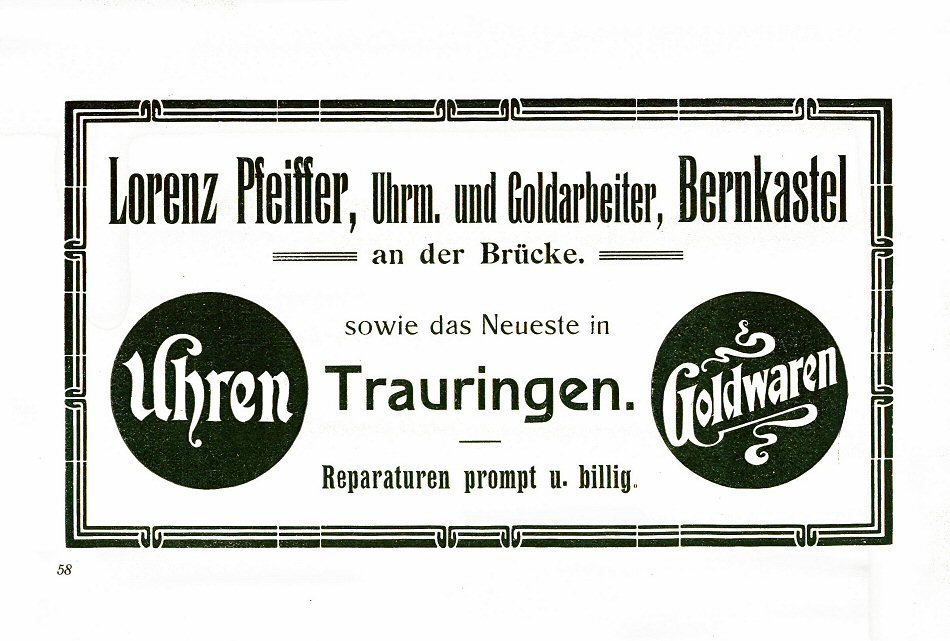 Lorenz Pfeiffer, Uhrm. und Goldarbeiter, Bernkastel
an der Brücke.
Uhren
sowie das Neueste in
Trauringen.
Goldwaren
Reparaturen prompt u. billig.
58